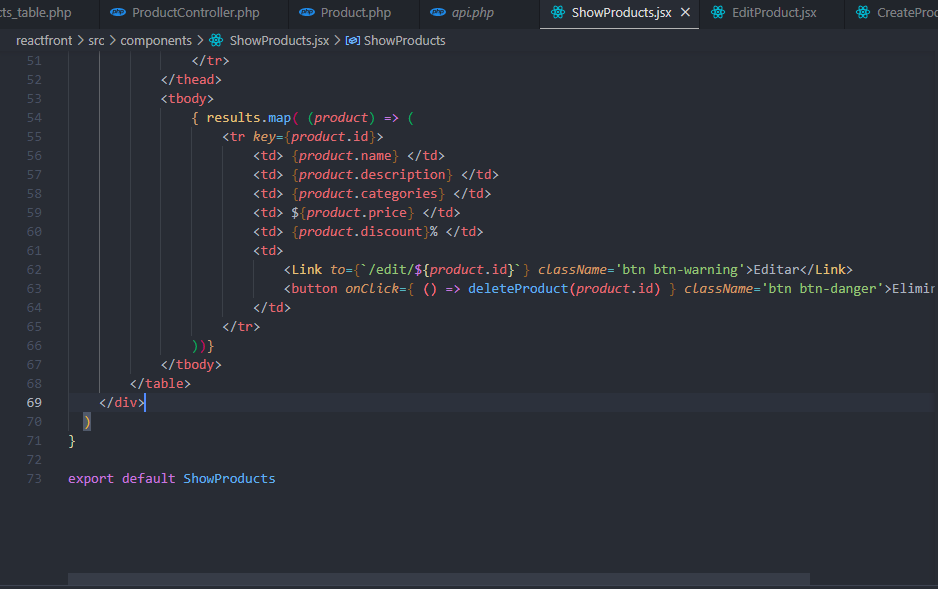 cts_table.php ProductController.php Product.php api.php ShowProducts.jsx × EditProduct.jsx CreateProd
reactfront > src > components > ShowProducts.jsx > ShowProducts
51 </tr>
52 </thead>
53 <tbody>
54 { results.map( (product) => (
55 <tr key={product.id}>
56 <td> {product.name} </td>
57 <td> {product.description} </td>
58 <td> {product.categories} </td>
59 <td> ${product.price} </td>
60 <td> {product.discount}% </td>
61 <td>
62 <Link to={`/edit/${product.id}`} className='btn btn-warning'>Editar</Link>
63 <button onClick={ () => deleteProduct(product.id) } className='btn btn-danger'>Elimin
64 </td>
65 </tr>
66 ))}
67 </tbody>
68 </table>
69 </div>
70 )
71 }
72
73 export default ShowProducts